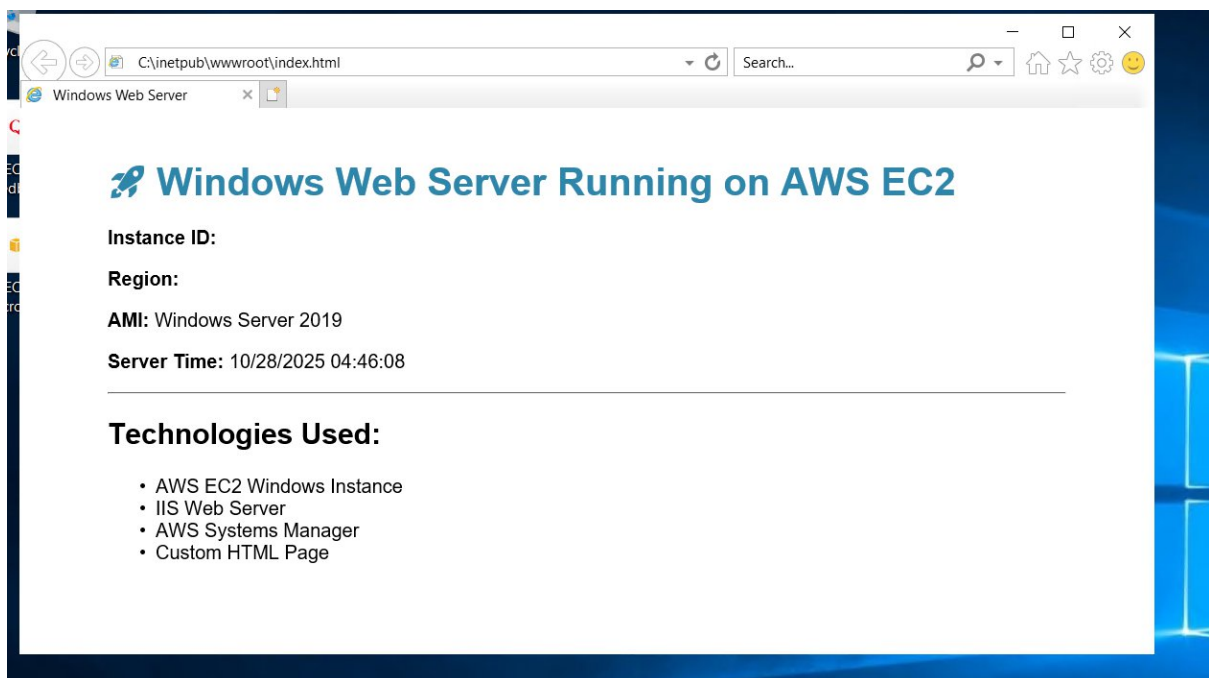 C:\inetpub\wwwroot\index.html
Search...
Windows Web Server
Windows Web Server Running on AWS EC2
Instance ID:
Region:
AMI: Windows Server 2019
Server Time: 10/28/2025 04:46:08
Technologies Used:
• AWS EC2 Windows Instance
• IIS Web Server
• AWS Systems Manager
• Custom HTML Page